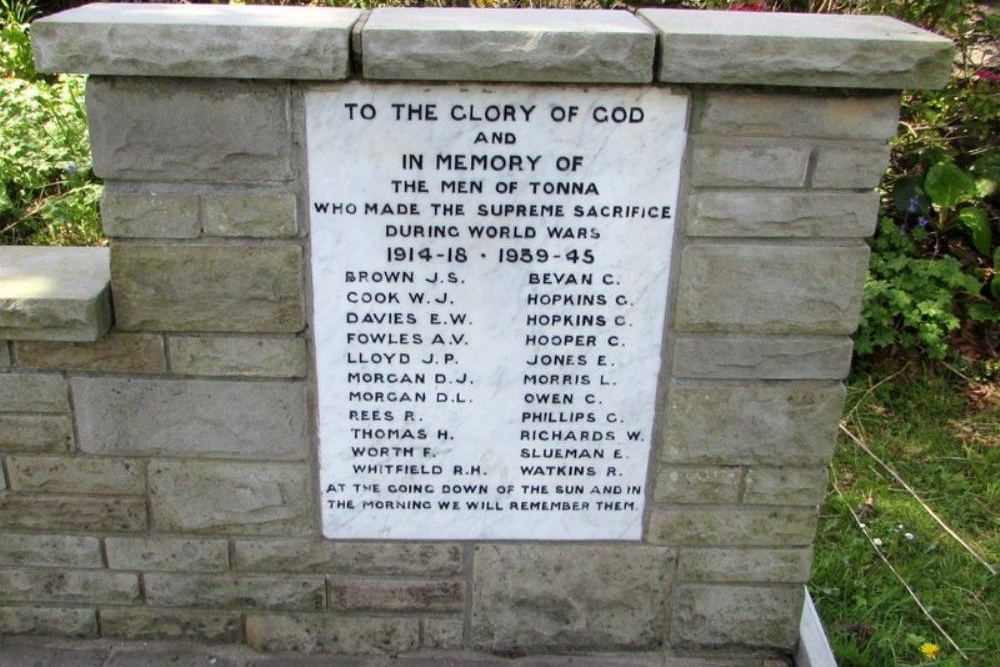 TO THE GLORY OF GOD
AND
IN MEMORY OF
THE MEN OF TONNA
WHO MADE THE SUPREME SACRIFICE
DURING WORLD WARS
1914-18 · 1939-45
BROWN J.S. BEVAN C.
COOK W.J. HOPKINS G.
DAVIES E.W. HOPKINS C.
FOWLES A.V. HOOPER C.
LLOYD J.P. JONES E.
MORGAN D.J. MORRIS L.
MORGAN D.L. OWEN C.
REES R. PHILLIPS G.
THOMAS H. RICHARDS W.
WORTH F. SLUEMAN E.
WHITFIELD R.H. WATKINS R.
AT THE GOING DOWN OF THE SUN AND IN
THE MORNING WE WILL REMEMBER THEM.